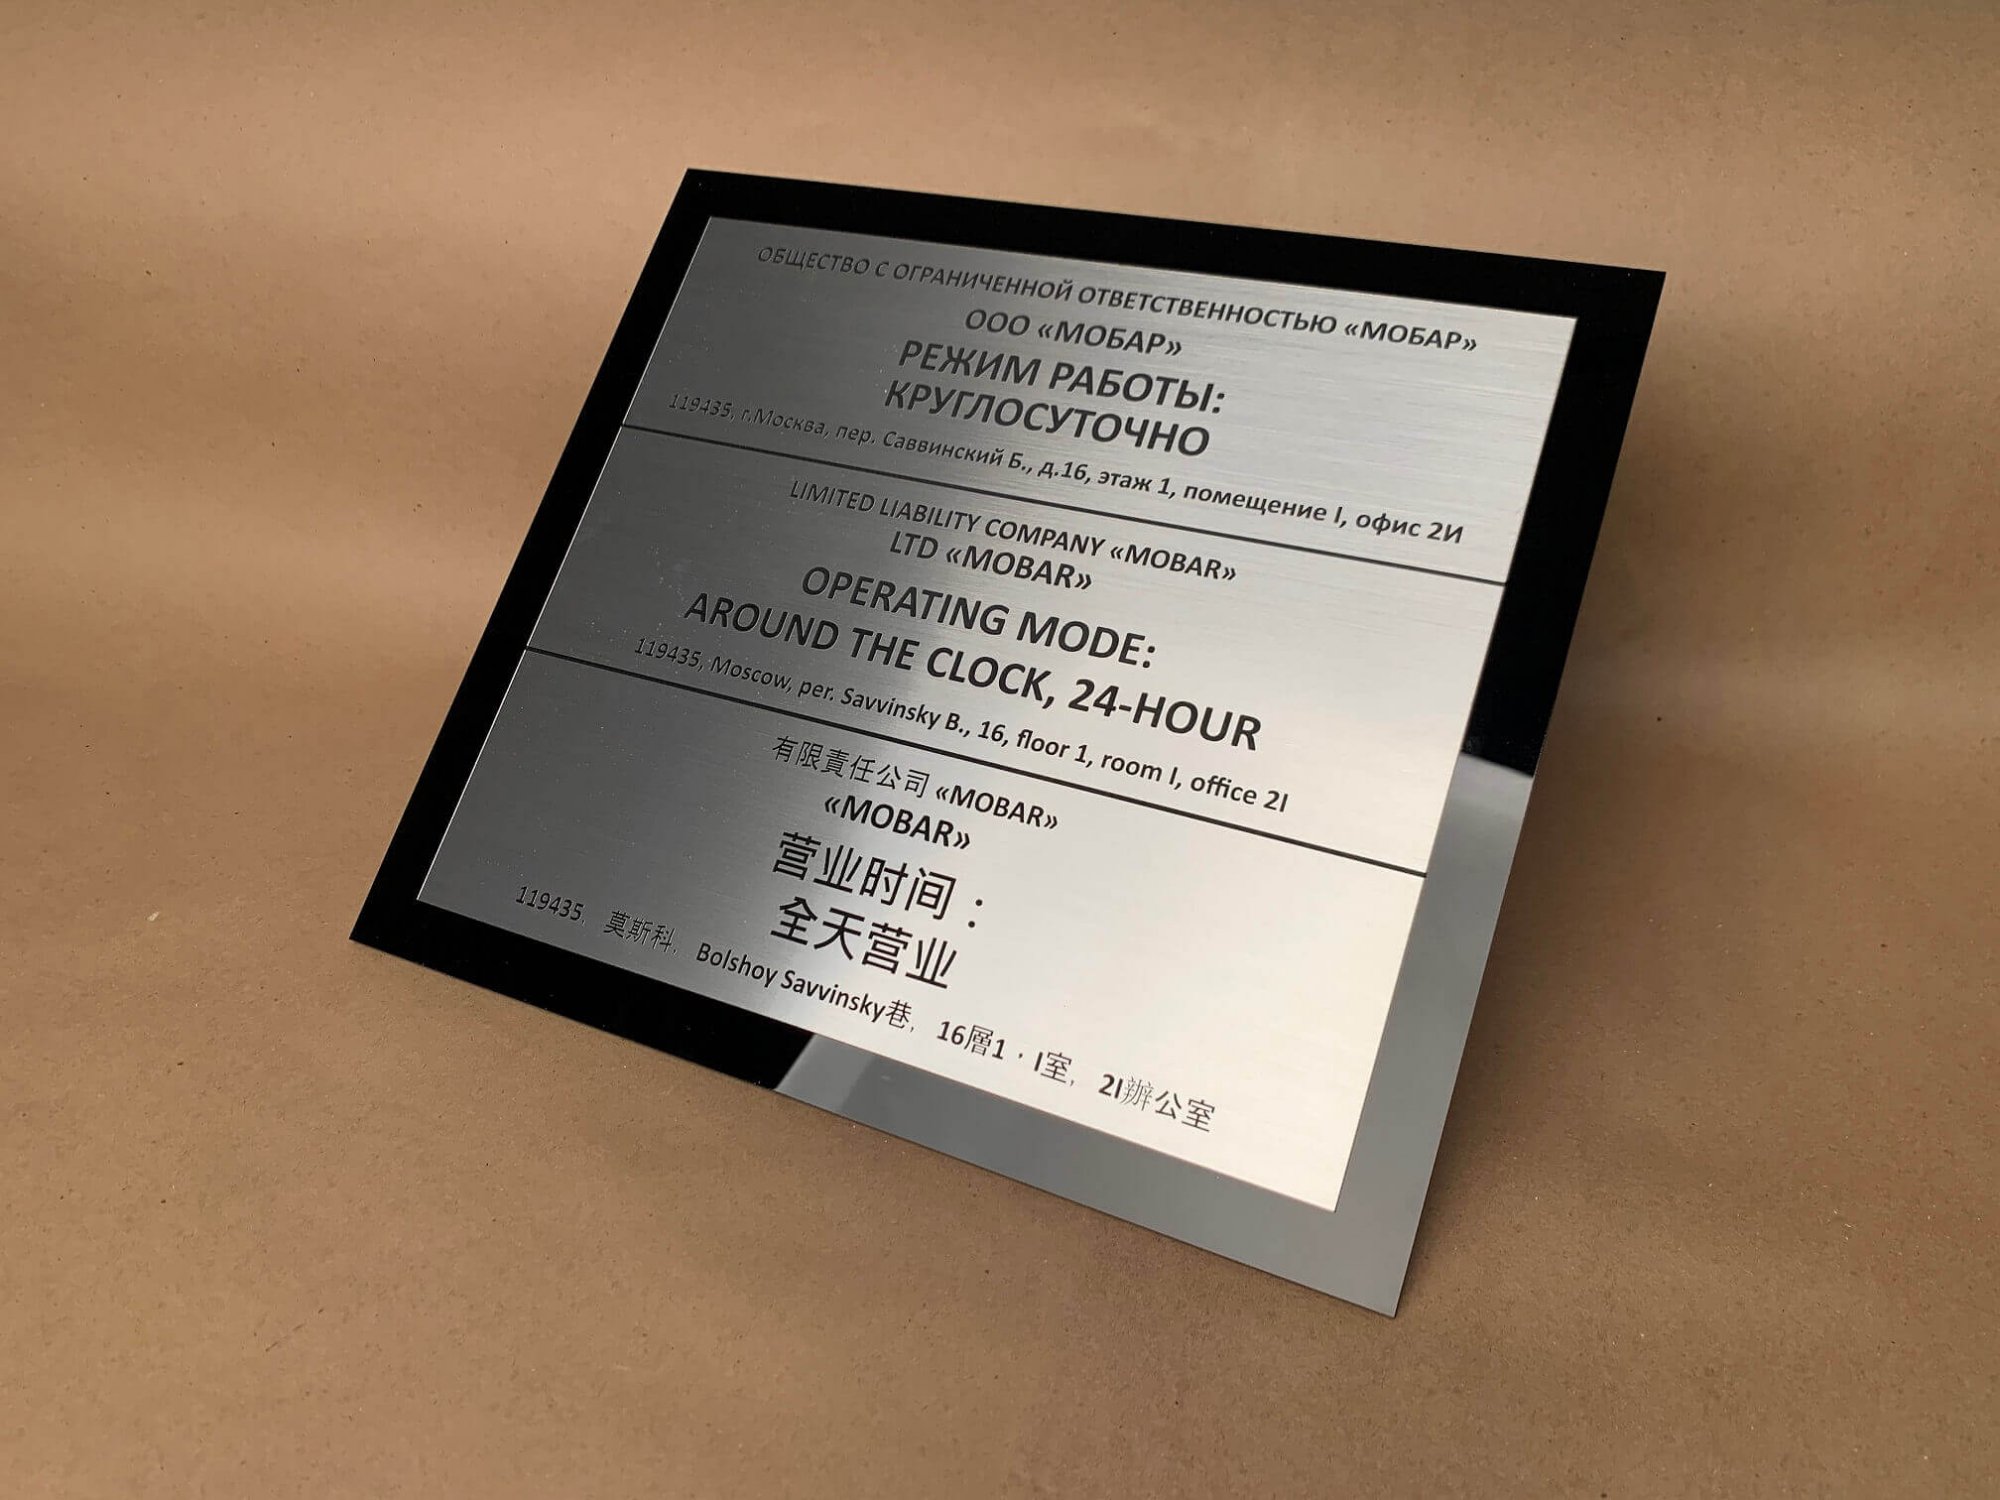 ОБЩЕСТВО С ОГРАНИЧЕННОЙ ОТВЕТСТВЕННОСТЬЮ «МОБАР»
ООО «МОБАР»
РЕЖИМ РАБОТЫ:
КРУГЛОСУТОЧНО
119435, г.Москва, пер. Саввинский Б., д.16, этаж 1, помещение I, офис 2И
LIMITED LIABILITY COMPANY «MOBAR»
LTD «MOBAR»
OPERATING MODE:
AROUND THE CLOCK, 24-HOUR
119435, Moscow, per. Savvinsky B., 16, floor 1, room I, office 2I
有限責任公司 «MOBAR»
«MOBAR»
营业时间：
全天营业
119435, 莫斯科, Bolshoy Savvinsky巷, 16層1，I室, 2I辦公室